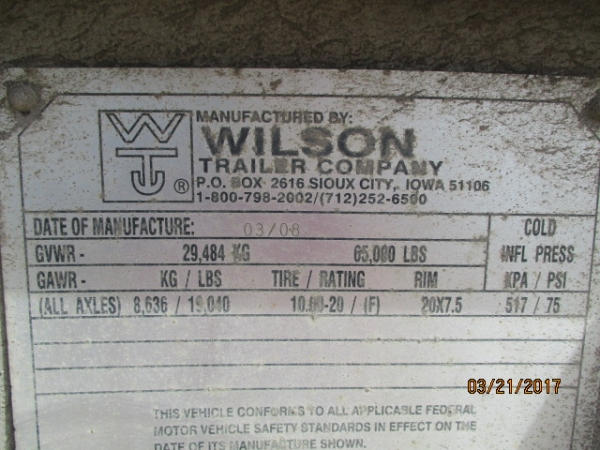 MANUFACTURED BY:
WILSON
TRAILER COMPANY
P.O. BOX 2616 SIOUX CITY, IOWA 51106
1-800-798-2002/(712)252-6500
WT ®
DATE OF MANUFACTURE: 03/08 COLD
GVWR - 29,484 KG 65,000 LBS INFL PRESS
GAWR - KG / LBS TIRE / RATING RIM KPA / PSI
(ALL AXLES) 8,636 / 19,040 10.00-20 / (F) 20X7.5 517 / 75
03/21/2017
THIS VEHICLE CONFORMS TO ALL APPLICABLE FEDERAL
MOTOR VEHICLE SAFETY STANDARDS IN EFFECT ON THE
DATE OF ITS MANUFACTURE SHOWN.